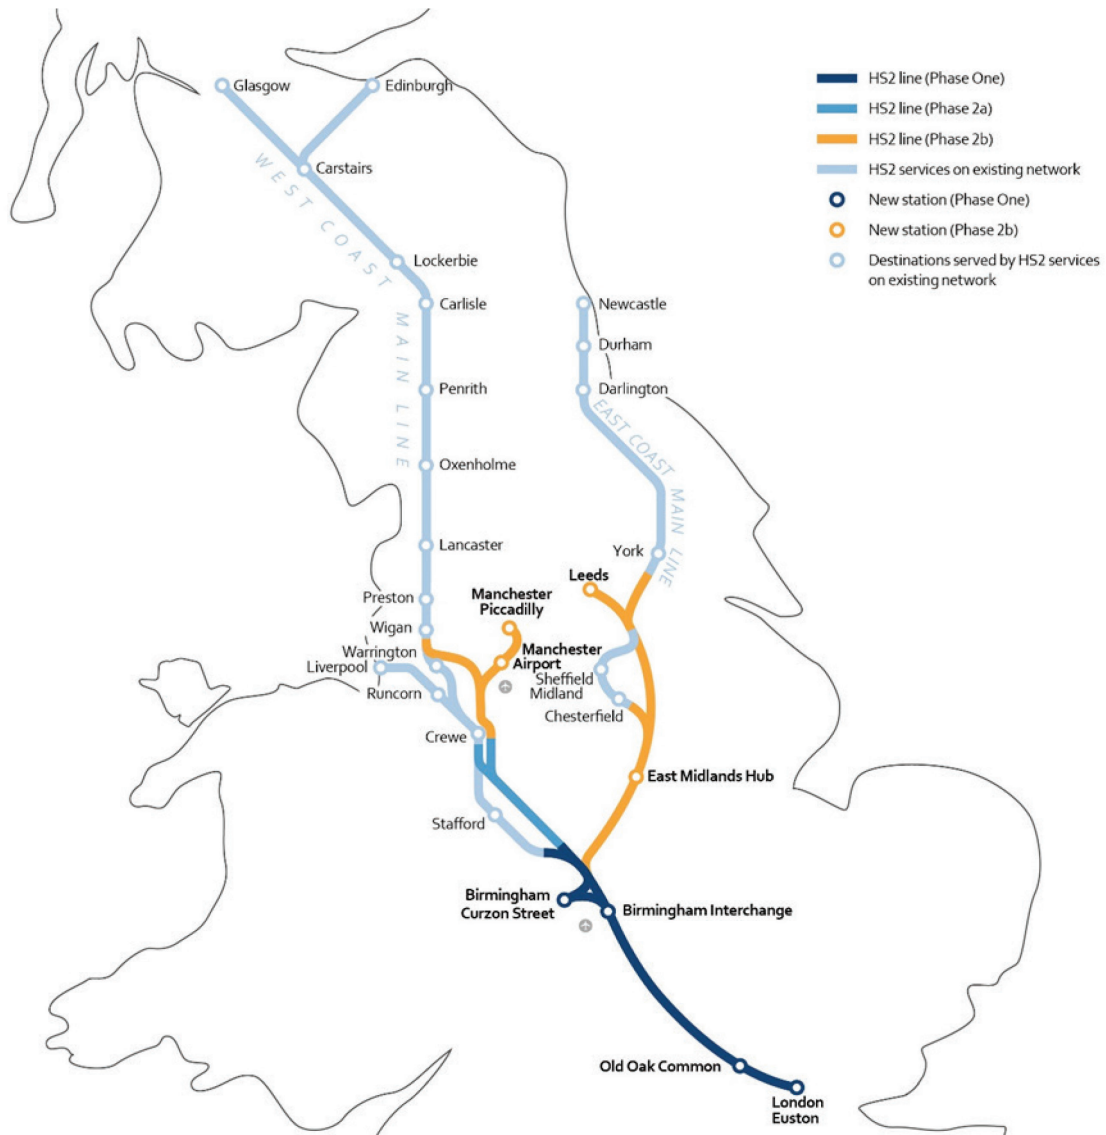 Glasgow
Edinburgh
Carstairs
WEST COAST MAIN LINE
Lockerbie
Carlisle
Penrith
Oxenholme
Lancaster
Preston
Wigan
Warrington
Liverpool
Runcorn
Crewe
Stafford
Manchester
Piccadilly
Manchester
Airport
Newcastle
Durham
Darlington
EAST COAST MAIN LINE
York
Leeds
Sheffield
Midland
Chesterfield
East Midlands Hub
Birmingham
Curzon Street
Birmingham Interchange
Old Oak Common
London
Euston
HS2 line (Phase One)
HS2 line (Phase 2a)
HS2 line (Phase 2b)
HS2 services on existing network
New station (Phase One)
New station (Phase 2b)
Destinations served by HS2 services
on existing network